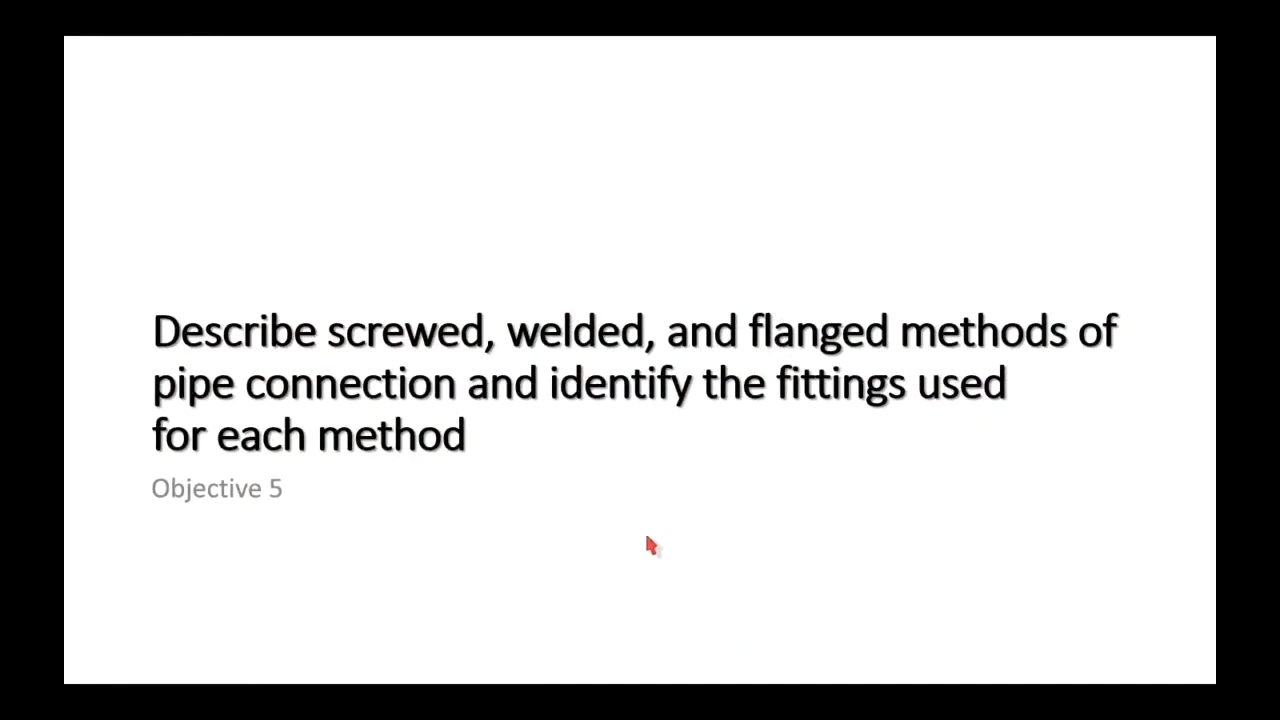 Describe screwed, welded, and flanged methods of
pipe connection and identify the fittings used
for each method
Objective 5